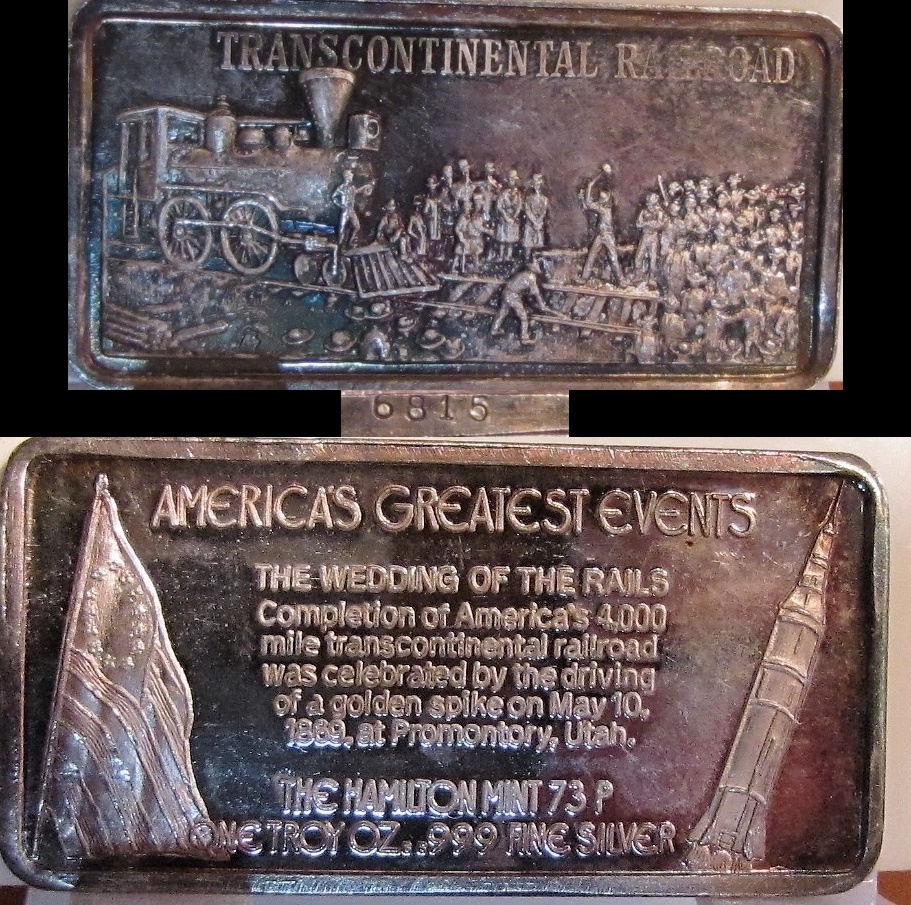 TRANSCONTINENTAL RAILROAD
6815
AMERICA'S GREATEST EVENTS
THE WEDDING OF THE RAILS
Completion of America's 4,000
mile transcontinental railroad
was celebrated by the driving
of a golden spike on May 10,
1869, at Promontory, Utah.
THE HAMILTON MINT 73 P
ONE TROY OZ. .999 FINE SILVER